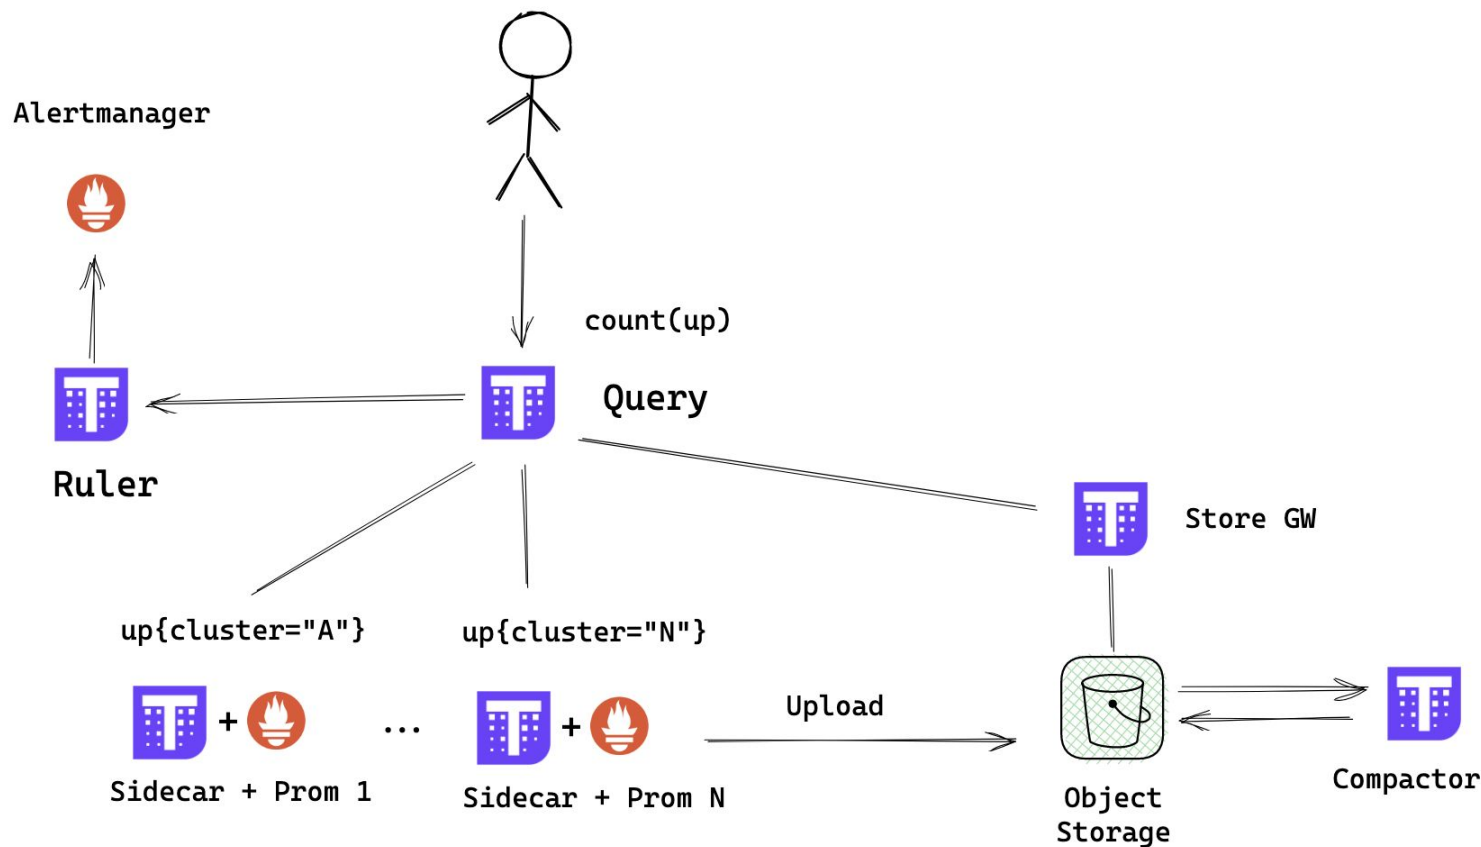 Alertmanager
count(up)
Query
Ruler
Store GW
up{cluster="A"}
up{cluster="N"}
+
...
+
Upload
Sidecar + Prom 1
Sidecar + Prom N
Object
Storage
Compactor